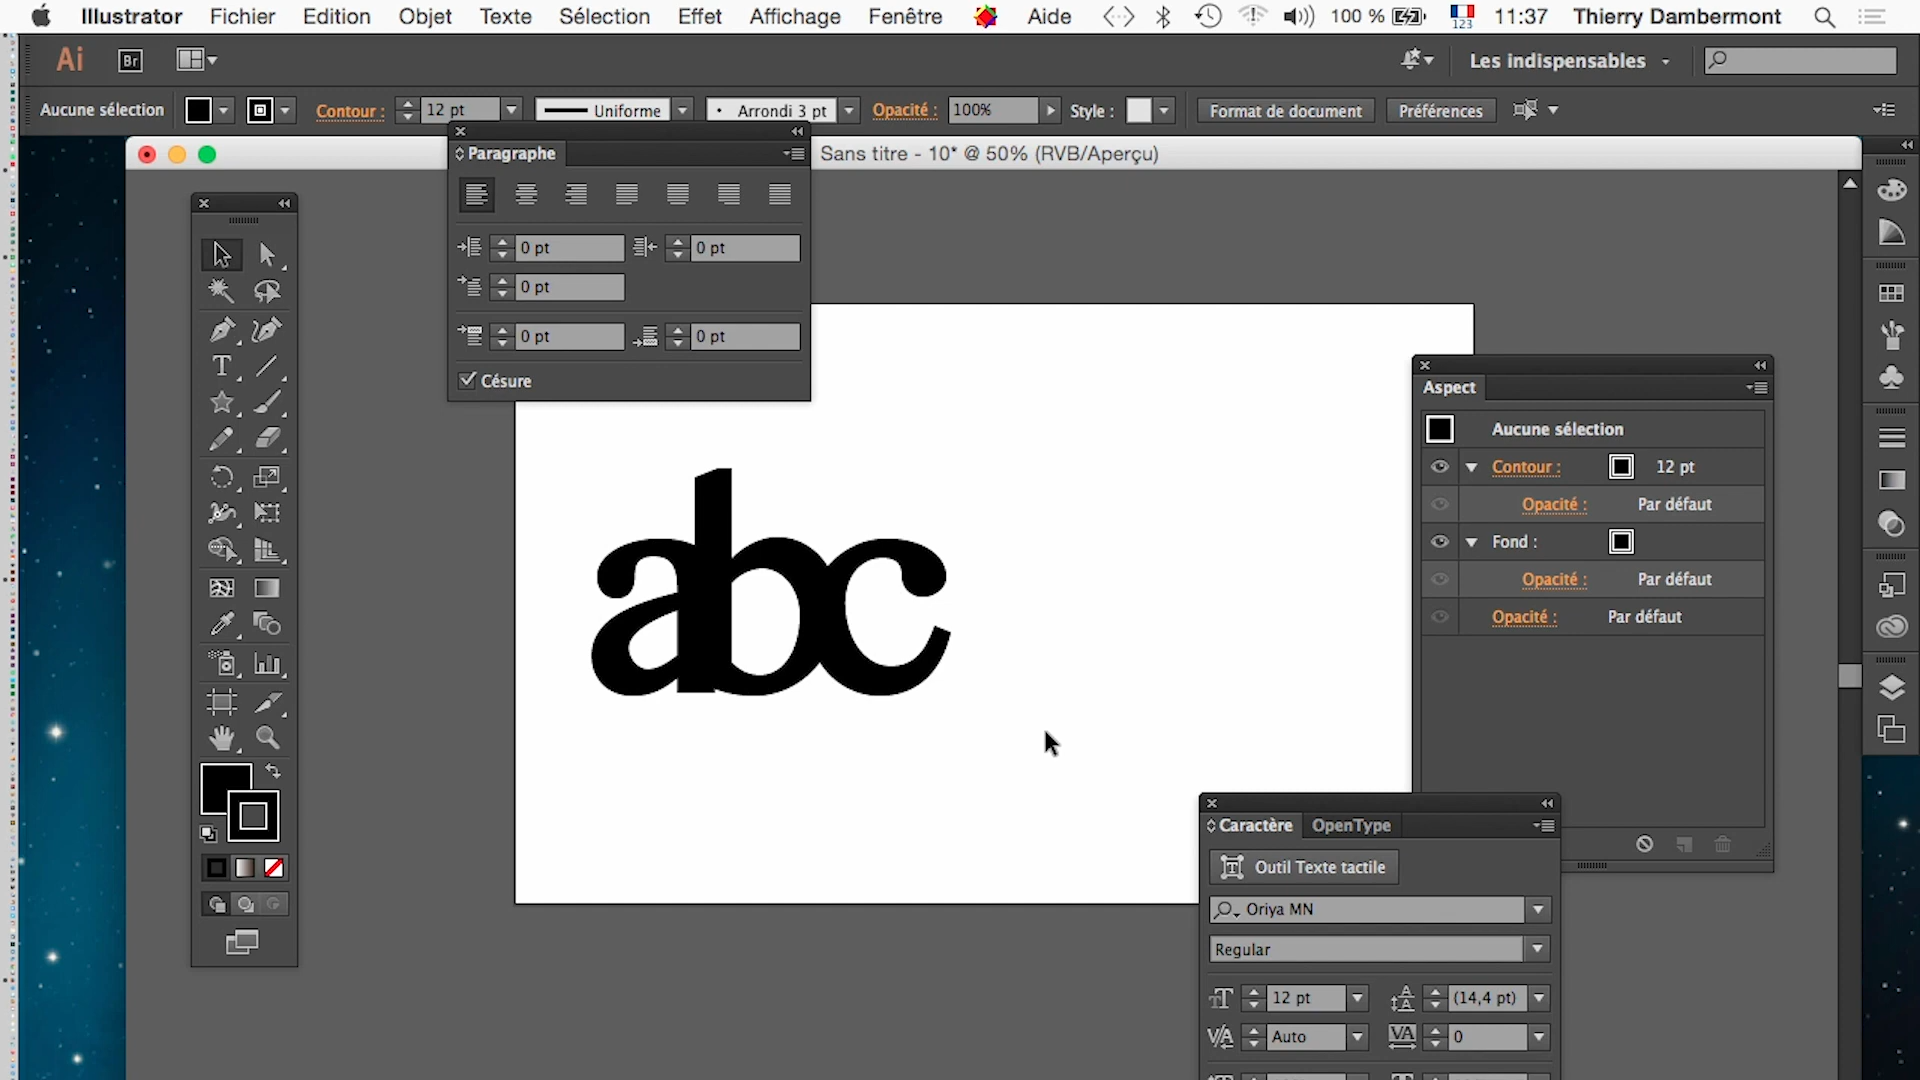 Illustrator Fichier Edition Objet Texte Sélection Effet Affichage Fenêtre Aide 100 % 123 11:37 Thierry Dambermont
Ai Br Les indispensables
Aucune sélection Contour : 12 pt Uniforme Arrondi 3 pt Opacité : 100% Style : Format de document Préférences
Sans titre - 10* @ 50% (RVB/Aperçu)
Paragraphe
0 pt 0 pt
0 pt
0 pt 0 pt
Césure
abc
Aspect
Aucune sélection
Contour : 12 pt
Opacité : Par défaut
Fond :
Opacité : Par défaut
Opacité : Par défaut
Caractère OpenType
Outil Texte tactile
Oriya MN
Regular
12 pt (14,4 pt)
Auto 0